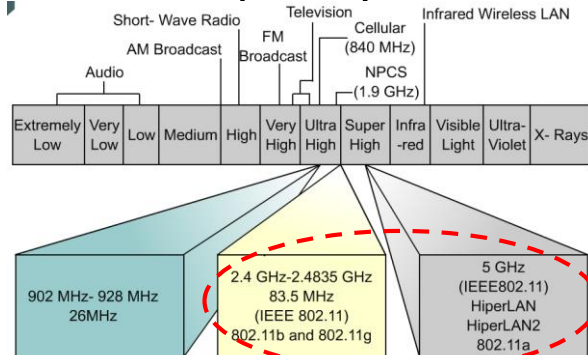 Short- Wave Radio
Television
Infrared Wireless LAN
AM Broadcast
FM
Broadcast
Cellular
(840 MHz)
Audio
NPCS
(1.9 GHz)
Extremely
Low
Very
Low
Low
Medium
High
Very
High
Ultra
High
Super
High
Infra
-red
Visible
Light
Ultra-
Violet
X- Rays
902 MHz- 928 MHz
26MHz
2.4 GHz-2.4835 GHz
83.5 MHz
(IEEE 802.11)
802.11b and 802.11g
5 GHz
(IEEE802.11)
HiperLAN
HiperLAN2
802.11a